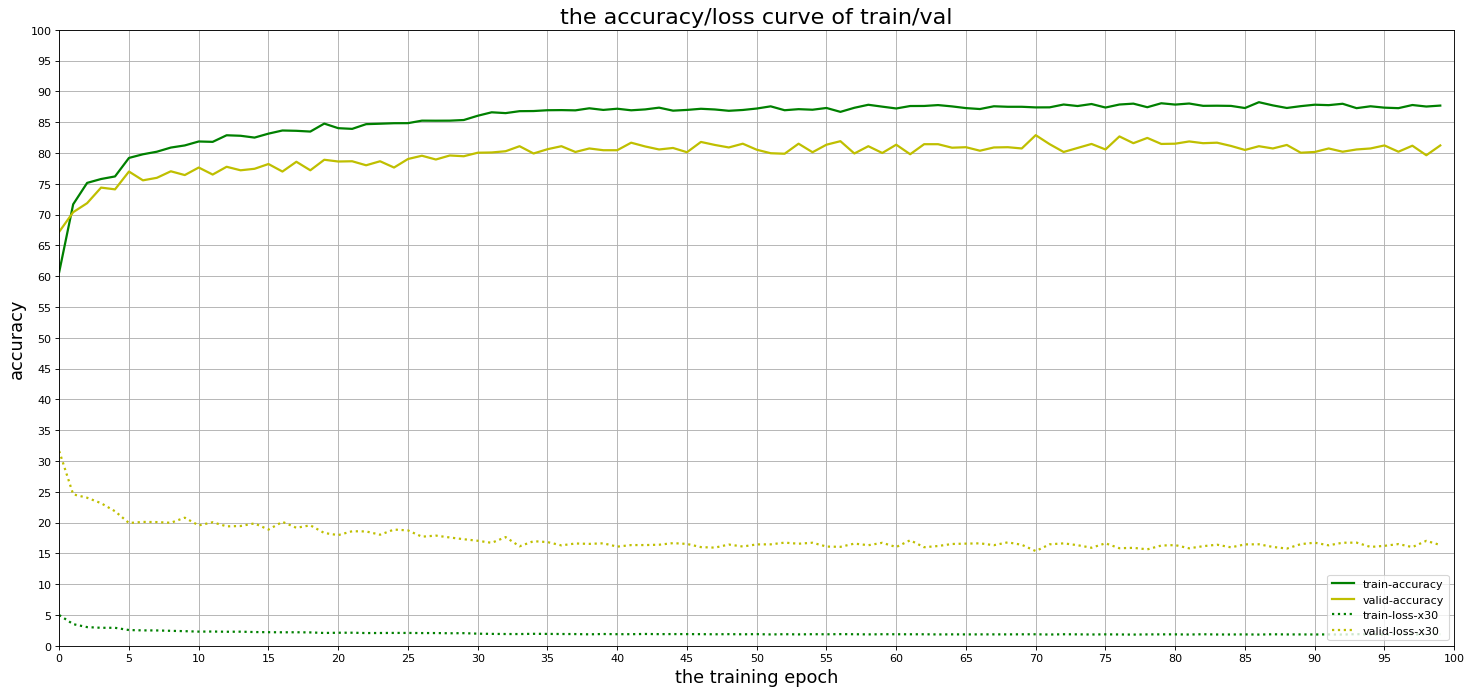 the accuracy/loss curve of train/val
100
95
90
85
80
75
70
65
60
55
50
45
40
35
30
25
20
15
10
5
0
accuracy
0 5 10 15 20 25 30 35 40 45 50 55 60 65 70 75 80 85 90 95 100
the training epoch
train-accuracy
valid-accuracy
train-loss-x30
valid-loss-x30